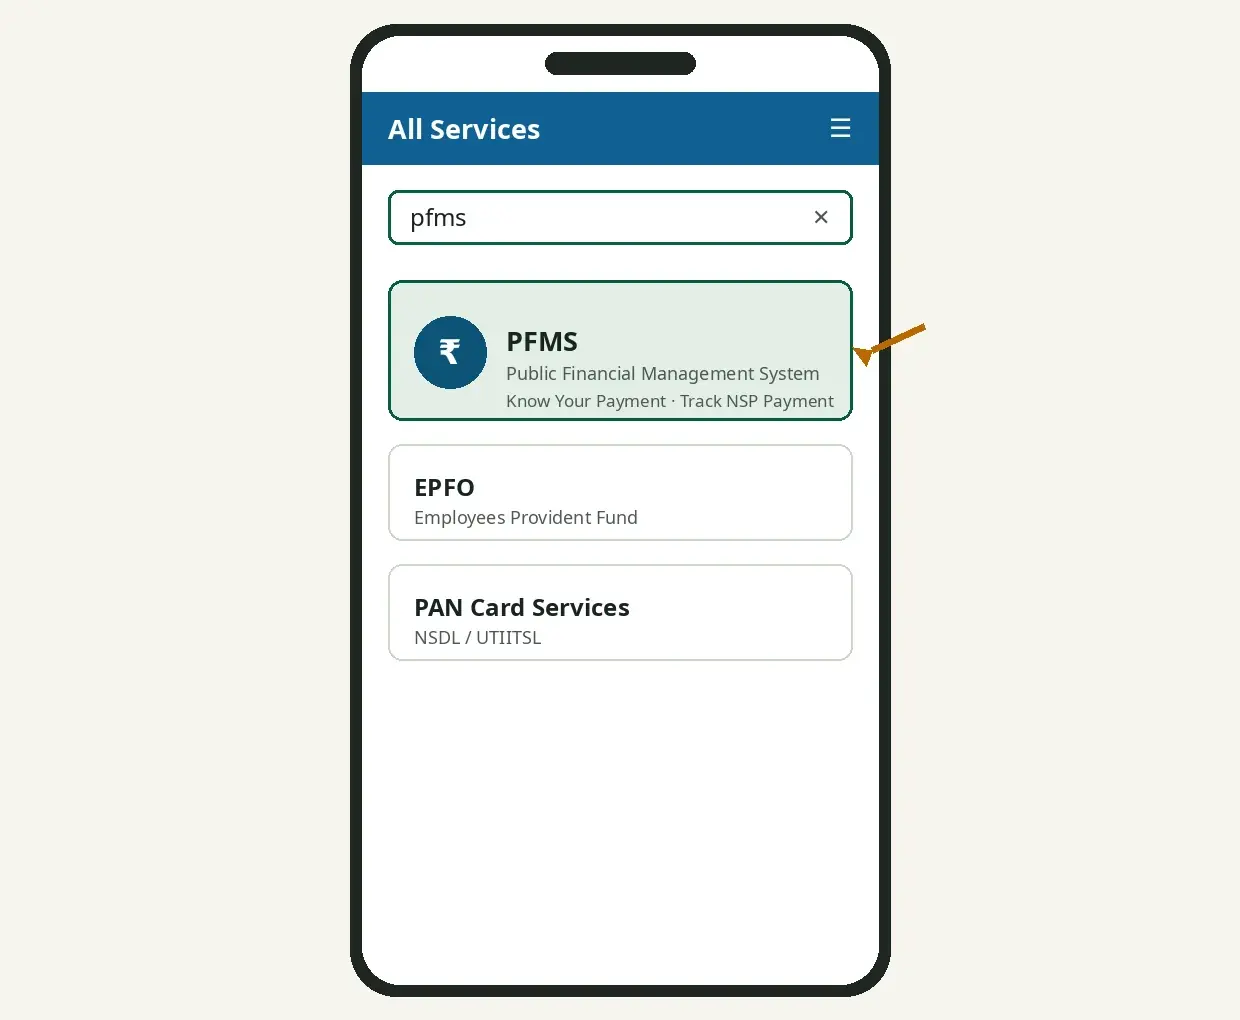 All Services ☰
pfms ✕
₹
PFMS
Public Financial Management System
Know Your Payment · Track NSP Payment
EPFO
Employees Provident Fund
PAN Card Services
NSDL / UTIITSL